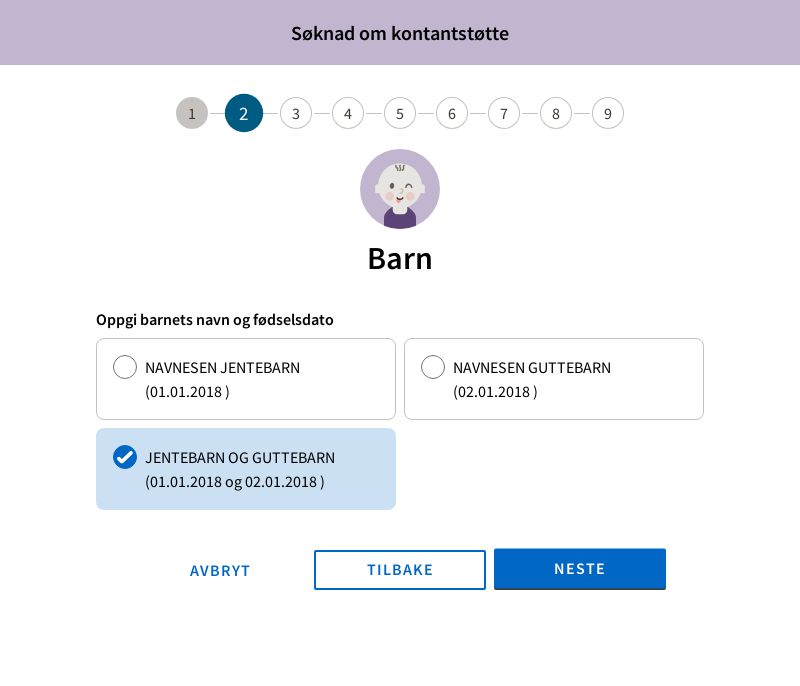 Søknad om kontantstøtte
1 2 3 4 5 6 7 8 9
Barn
Oppgi barnets navn og fødselsdato
NAVNESEN JENTEBARN
(01.01.2018 )
NAVNESEN GUTTEBARN
(02.01.2018 )
JENTEBARN OG GUTTEBARN
(01.01.2018 og 02.01.2018 )
AVBRYT TILBAKE NESTE